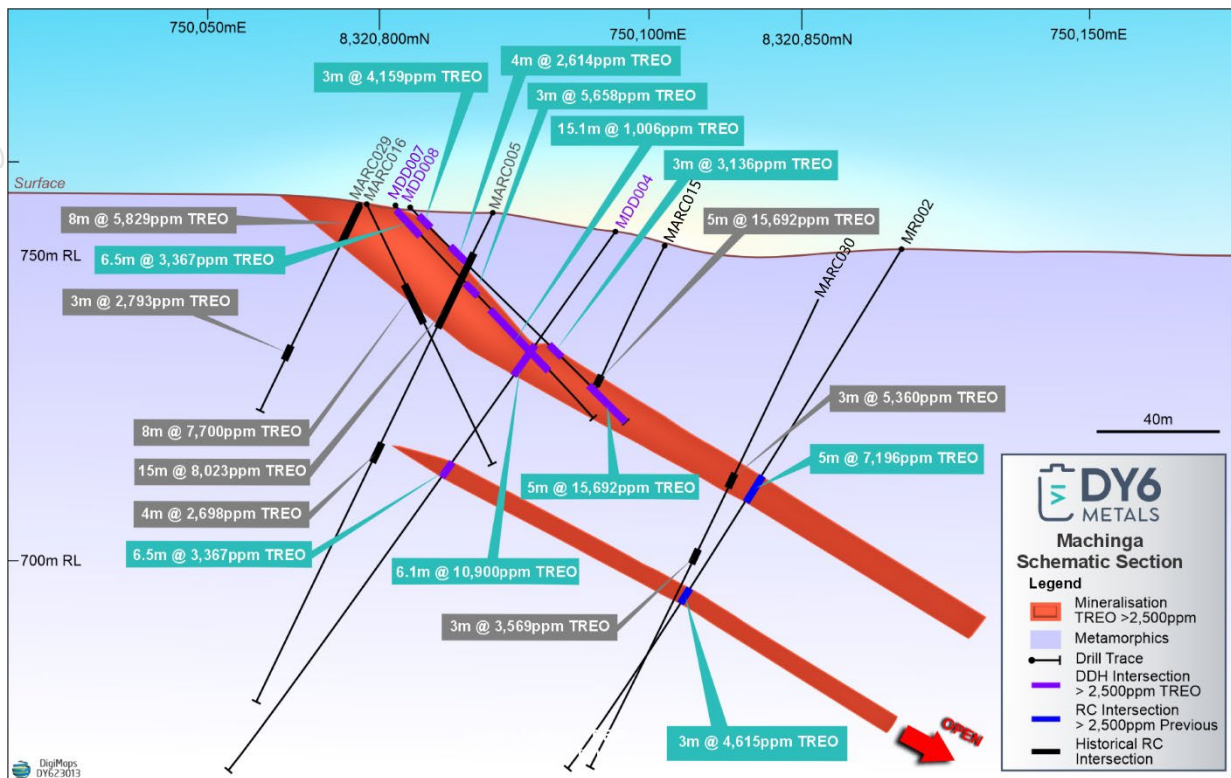 750,050mE
8,320,800mN
750,100mE
8,320,850mN
750,150mE
4m @ 2,614ppm TREO
3m @ 4,159ppm TREO
3m @ 5,658ppm TREO
15.1m @ 1,006ppm TREO
3m @ 3,136ppm TREO
Surface
MARC029
MARC016
MDD007
MDD008
MARC005
MDD004
MARC015
MARC030
MR002
8m @ 5,829ppm TREO
5m @ 15,692ppm TREO
750m RL
6.5m @ 3,367ppm TREO
3m @ 2,793ppm TREO
3m @ 5,360ppm TREO
40m
8m @ 7,700ppm TREO
15m @ 8,023ppm TREO
5m @ 7,196ppm TREO
5m @ 15,692ppm TREO
4m @ 2,698ppm TREO
6.5m @ 3,367ppm TREO
700m RL
6.1m @ 10,900ppm TREO
3m @ 3,569ppm TREO
3m @ 4,615ppm TREO
OPEN
DY6
METALS
Machinga
Schematic Section
Legend
Mineralisation
TREO >2,500ppm
Metamorphics
Drill Trace
DDH Intersection
> 2,500ppm TREO
RC Intersection
> 2,500ppm Previous
Historical RC
Intersection
DigiMaps
DY623013